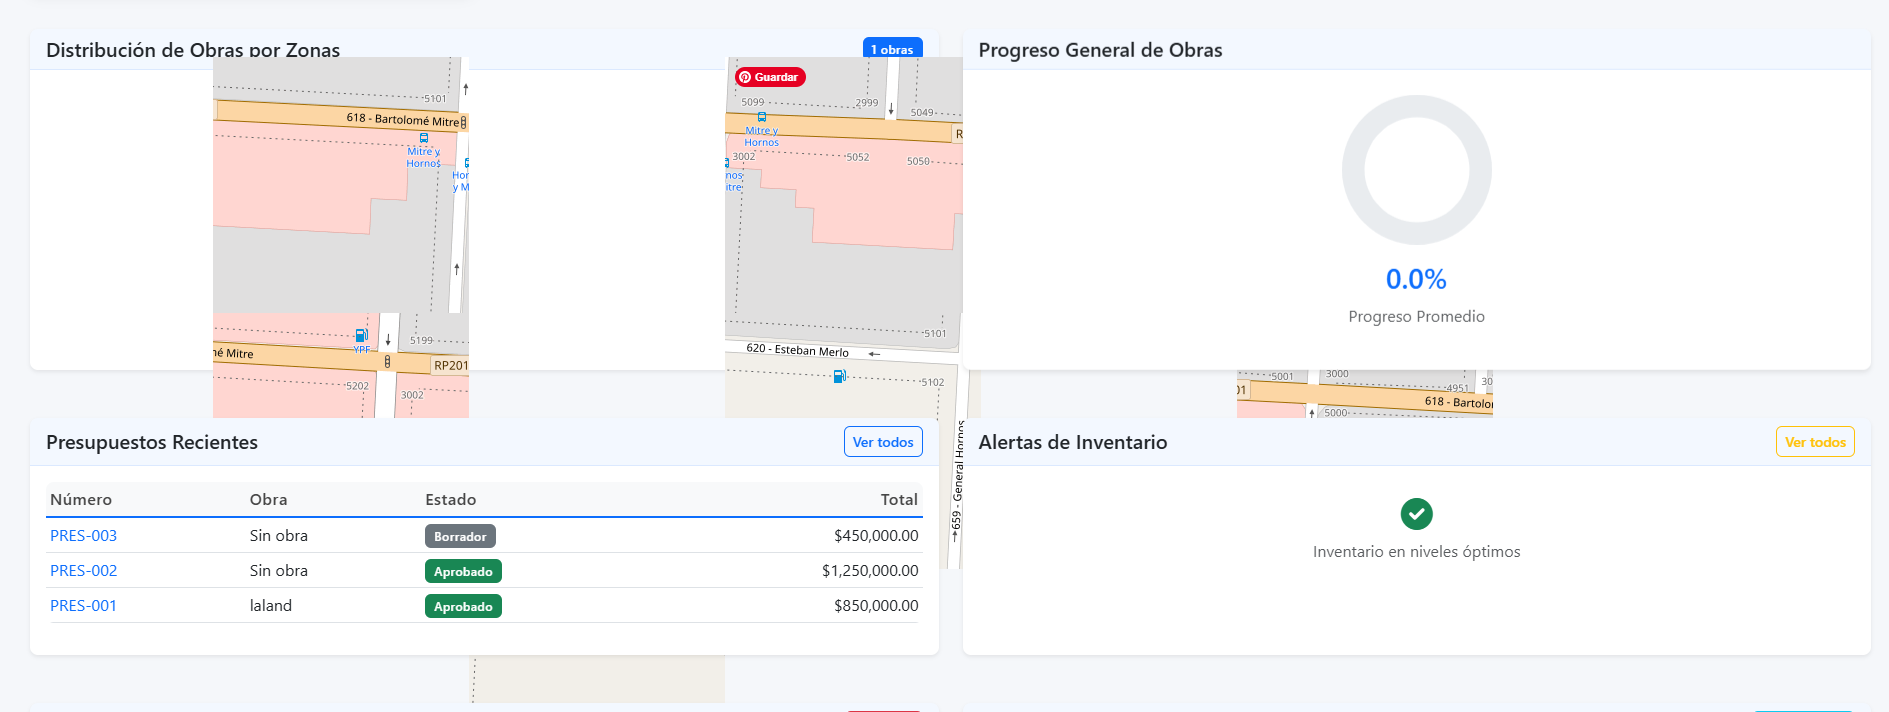 Distribución de Obras por Zonas
1 obras
Progreso General de Obras
Guardar
5101
618 - Bartolomé Mitre
Mitre y
Hornos
5099
2999
5049
Mitre y
Hornos
3002
5052
5050
0.0%
Progreso Promedio
YPF
5199
RP201
5202
3002
5101
620 - Esteban Merlo
5102
659 - General Hornos
5001
3000
4951
618 - Bartolo
5000
Presupuestos Recientes
Ver todos
Número Obra Estado Total
PRES-003 Sin obra Borrador $450,000.00
PRES-002 Sin obra Aprobado $1,250,000.00
PRES-001 laland Aprobado $850,000.00
Alertas de Inventario
Ver todos
Inventario en niveles óptimos